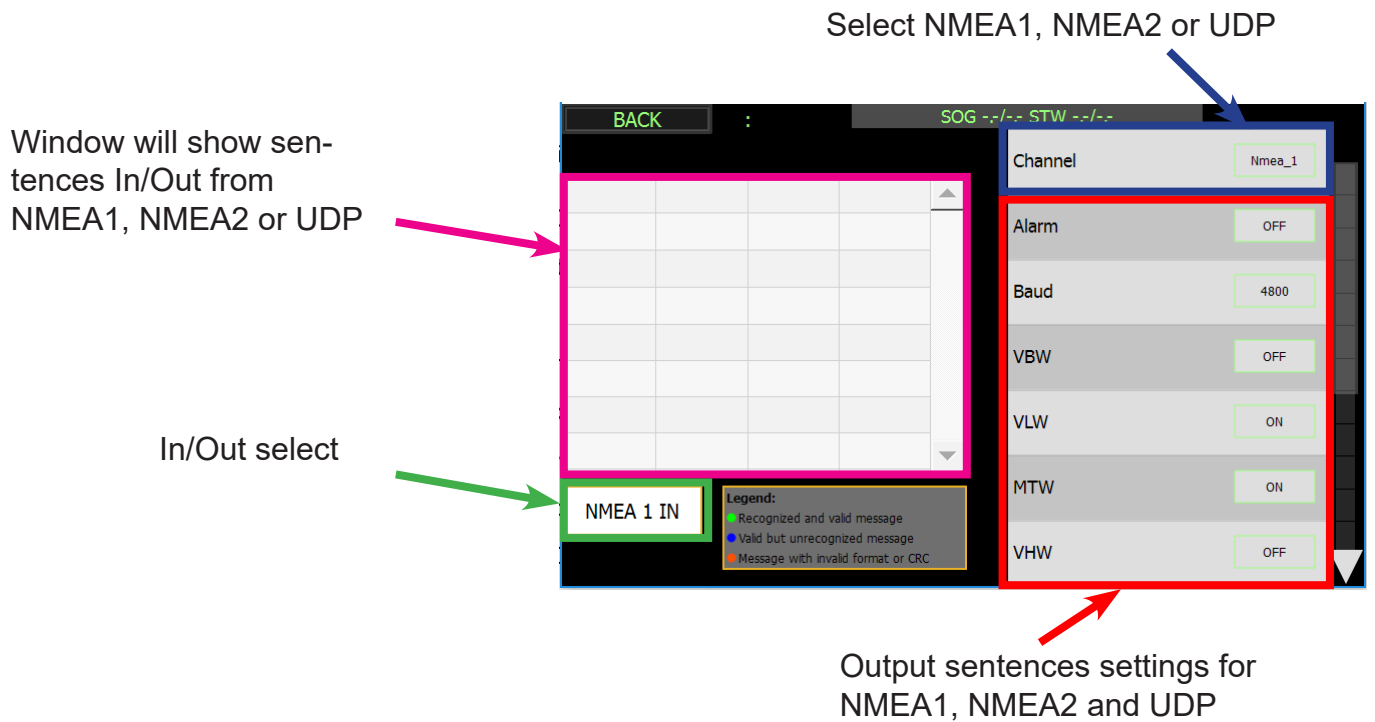 Select NMEA1, NMEA2 or UDP
Window will show sen-
tences In/Out from
NMEA1, NMEA2 or UDP
In/Out select
BACK
:
SOG -.-/-.- STW -.-/-.-
Channel
Nmea_1
Alarm
OFF
Baud
4800
VBW
OFF
VLW
ON
MTW
ON
VHW
OFF
NMEA 1 IN
Legend:
Recognized and valid message
Valid but unrecognized message
Message with invalid format or CRC
Output sentences settings for
NMEA1, NMEA2 and UDP